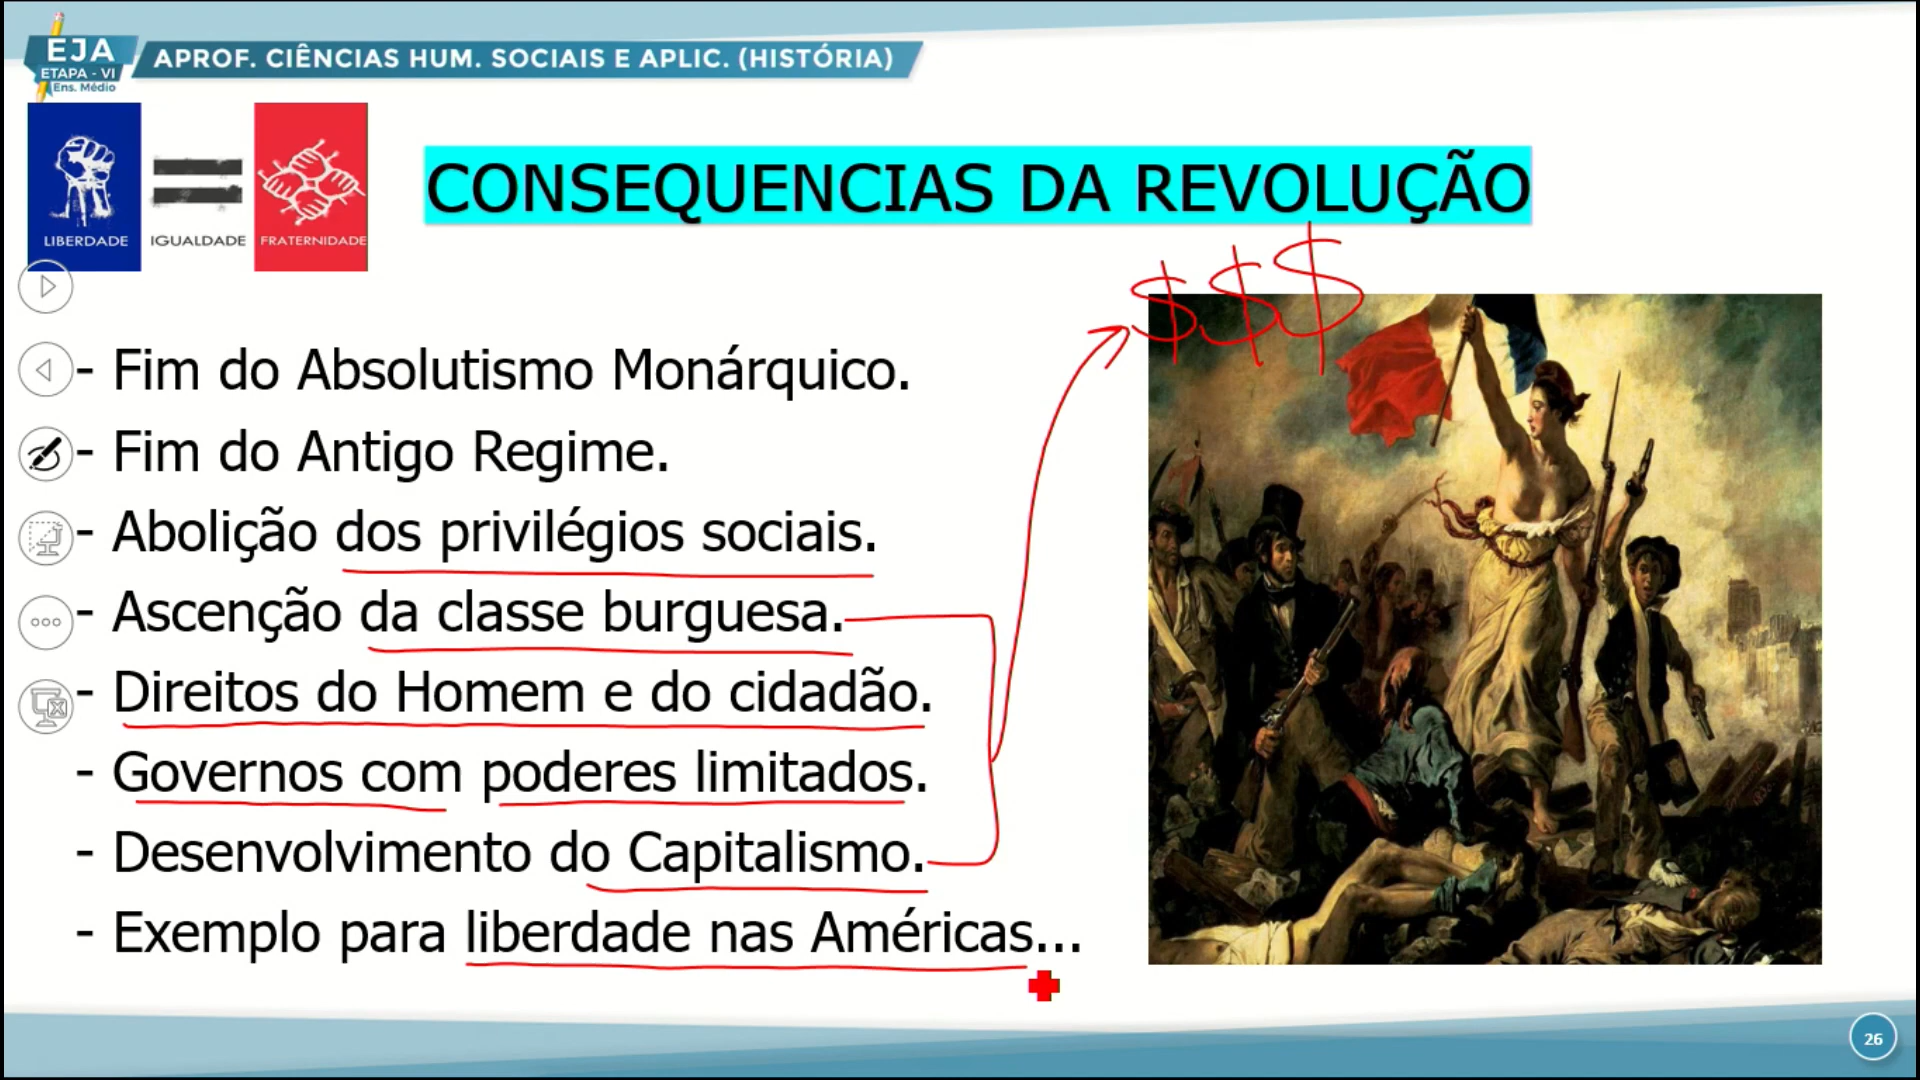 EJA
ETAPA - VI
Ens. Médio
APROF. CIÊNCIAS HUM. SOCIAIS E APLIC. (HISTÓRIA)
LIBERDADE IGUALDADE FRATERNIDADE
CONSEQUENCIAS DA REVOLUÇÃO
$$$
- Fim do Absolutismo Monárquico.
- Fim do Antigo Regime.
- Abolição dos privilégios sociais.
- Ascenção da classe burguesa.
- Direitos do Homem e do cidadão.
- Governos com poderes limitados.
- Desenvolvimento do Capitalismo.
- Exemplo para liberdade nas Américas...
26